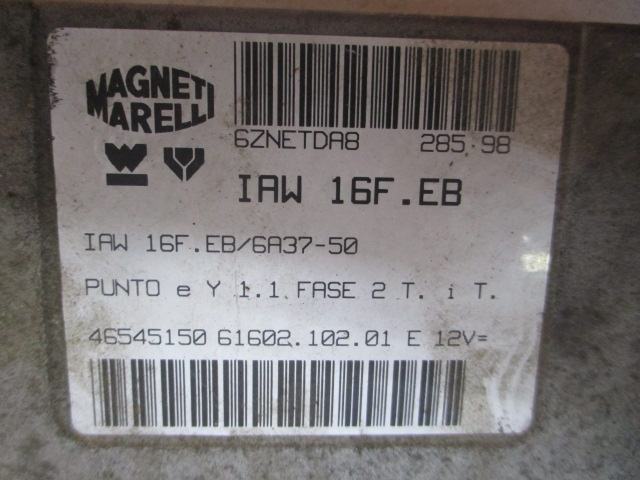 MAGNETI
MARELLI
6ZNETDA8 285 98
IAW 16F.EB
IAW 16F.EB/6A37-50
PUNTO e Y 1.1 FASE 2 T. i T.
46545150 61602.102.01 E 12V=